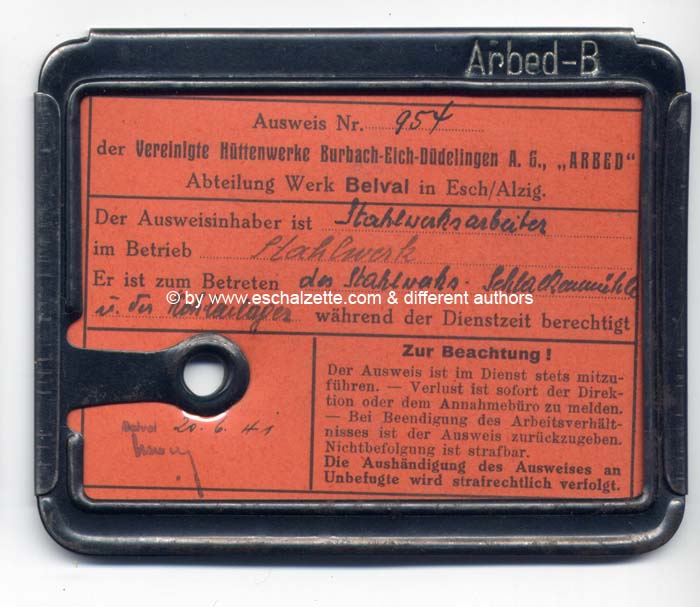 Arbed-B
Ausweis Nr. 954
der Vereinigte Hüttenwerke Burbach-Eich-Düdelingen A. G., „ARBED"
Abteilung Werk Belval in Esch/Alzig.
Der Ausweisinhaber ist Stahlwerksarbeiter
im Betrieb Stahlwerk
Er ist zum Betreten des Stahlwerks. Schlackenmühle
© by www.eschalzette.com & different authors
u. der während der Dienstzeit berechtigt
Zur Beachtung !
Der Ausweis ist im Dienst stets mitzu-
führen. — Verlust ist sofort der Direk-
tion oder dem Annahmebüro zu melden.
— Bei Beendigung des Arbeitsverhält-
nisses ist der Ausweis zurückzugeben.
Nichtbefolgung ist strafbar.
Die Aushändigung des Ausweises an
Unbefugte wird strafrechtlich verfolgt.
Belval 20. 6. 41